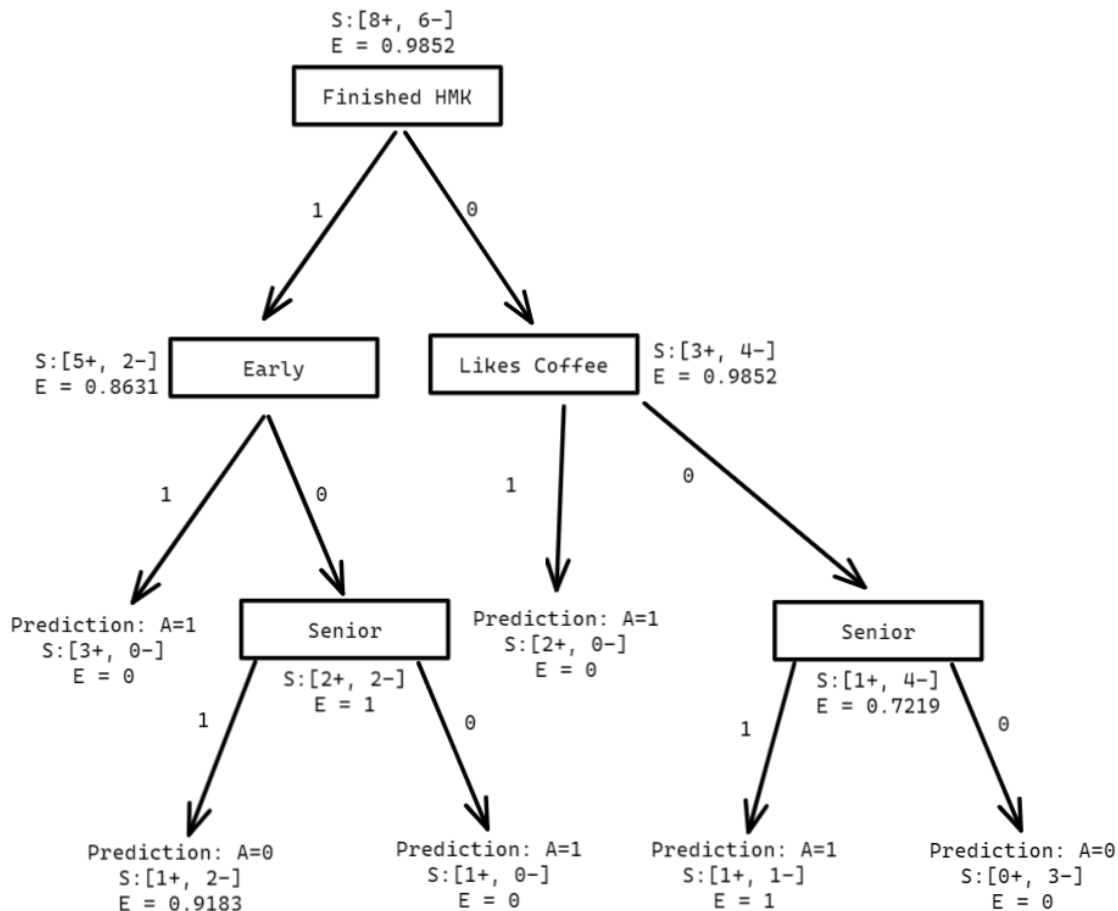 S:[8+, 6−]
E = 0.9852
Finished HMK
1
0
S:[5+, 2−]
E = 0.8631
Early
Likes Coffee
S:[3+, 4−]
E = 0.9852
1
0
1
0
Prediction: A=1
S:[3+, 0−]
E = 0
Senior
S:[2+, 2−]
E = 1
Prediction: A=1
S:[2+, 0−]
E = 0
Senior
S:[1+, 4−]
E = 0.7219
1
0
1
0
Prediction: A=0
S:[1+, 2−]
E = 0.9183
Prediction: A=1
S:[1+, 0−]
E = 0
Prediction: A=1
S:[1+, 1−]
E = 1
Prediction: A=0
S:[0+, 3−]
E = 0